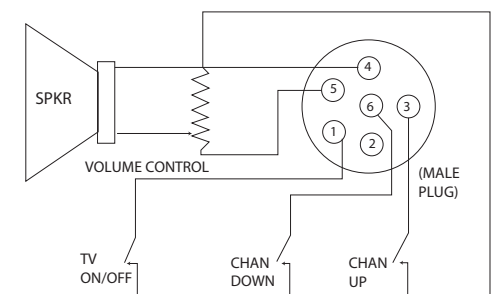 SPKR
VOLUME CONTROL
4
5
6
3
1
2
(MALE
PLUG)
TV
ON/OFF
CHAN
DOWN
CHAN
UP